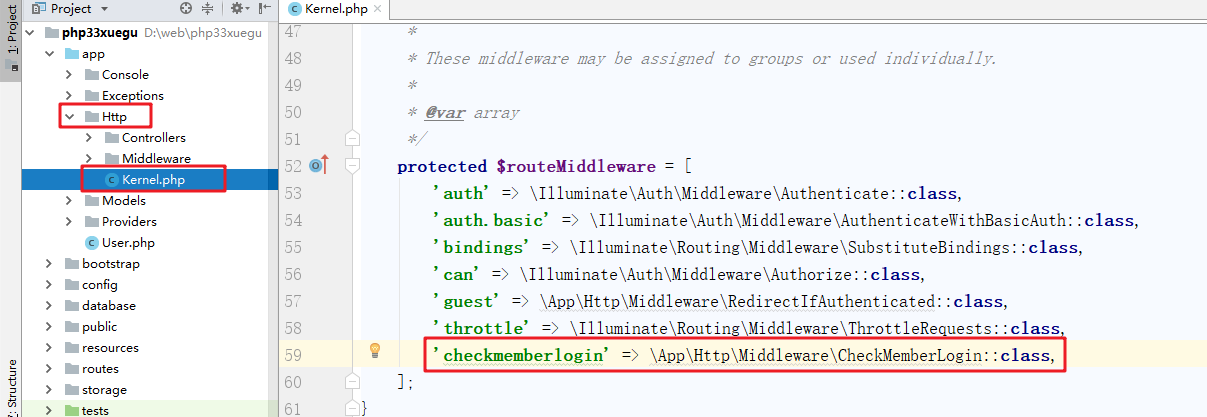 1: Project
7: Structure
Project
php33xuegu D:\web\php33xuegu
app
Console
Exceptions
Http
Controllers
Middleware
Kernel.php
Models
Providers
User.php
bootstrap
config
database
public
resources
routes
storage
tests
Kernel.php
47 *
48 * These middleware may be assigned to groups or used individually.
49 *
50 * @var array
51 */
52 protected $routeMiddleware = [
53 'auth' => \Illuminate\Auth\Middleware\Authenticate::class,
54 'auth.basic' => \Illuminate\Auth\Middleware\AuthenticateWithBasicAuth::class,
55 'bindings' => \Illuminate\Routing\Middleware\SubstituteBindings::class,
56 'can' => \Illuminate\Auth\Middleware\Authorize::class,
57 'guest' => \App\Http\Middleware\RedirectIfAuthenticated::class,
58 'throttle' => \Illuminate\Routing\Middleware\ThrottleRequests::class,
59 'checkmemberlogin' => \App\Http\Middleware\CheckMemberLogin::class,
60 ];
61 }